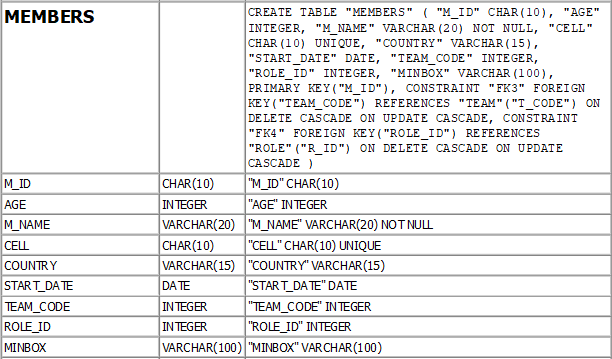 MEMBERS
CREATE TABLE "MEMBERS" ( "M_ID" CHAR(10), "AGE"
INTEGER, "M_NAME" VARCHAR(20) NOT NULL, "CELL"
CHAR(10) UNIQUE, "COUNTRY" VARCHAR(15),
"START_DATE" DATE, "TEAM_CODE" INTEGER,
"ROLE_ID" INTEGER, "MINBOX" VARCHAR(100),
PRIMARY KEY("M_ID"), CONSTRAINT "FK3" FOREIGN
KEY("TEAM_CODE") REFERENCES "TEAM"("T_CODE") ON
DELETE CASCADE ON UPDATE CASCADE, CONSTRAINT
"FK4" FOREIGN KEY("ROLE_ID") REFERENCES
"ROLE"("R_ID") ON DELETE CASCADE ON UPDATE
CASCADE )
M_ID CHAR(10) "M_ID" CHAR(10)
AGE INTEGER "AGE" INTEGER
M_NAME VARCHAR(20) "M_NAME" VARCHAR(20) NOT NULL
CELL CHAR(10) "CELL" CHAR(10) UNIQUE
COUNTRY VARCHAR(15) "COUNTRY" VARCHAR(15)
START_DATE DATE "START_DATE" DATE
TEAM_CODE INTEGER "TEAM_CODE" INTEGER
ROLE_ID INTEGER "ROLE_ID" INTEGER
MINBOX VARCHAR(100) "MINBOX" VARCHAR(100)